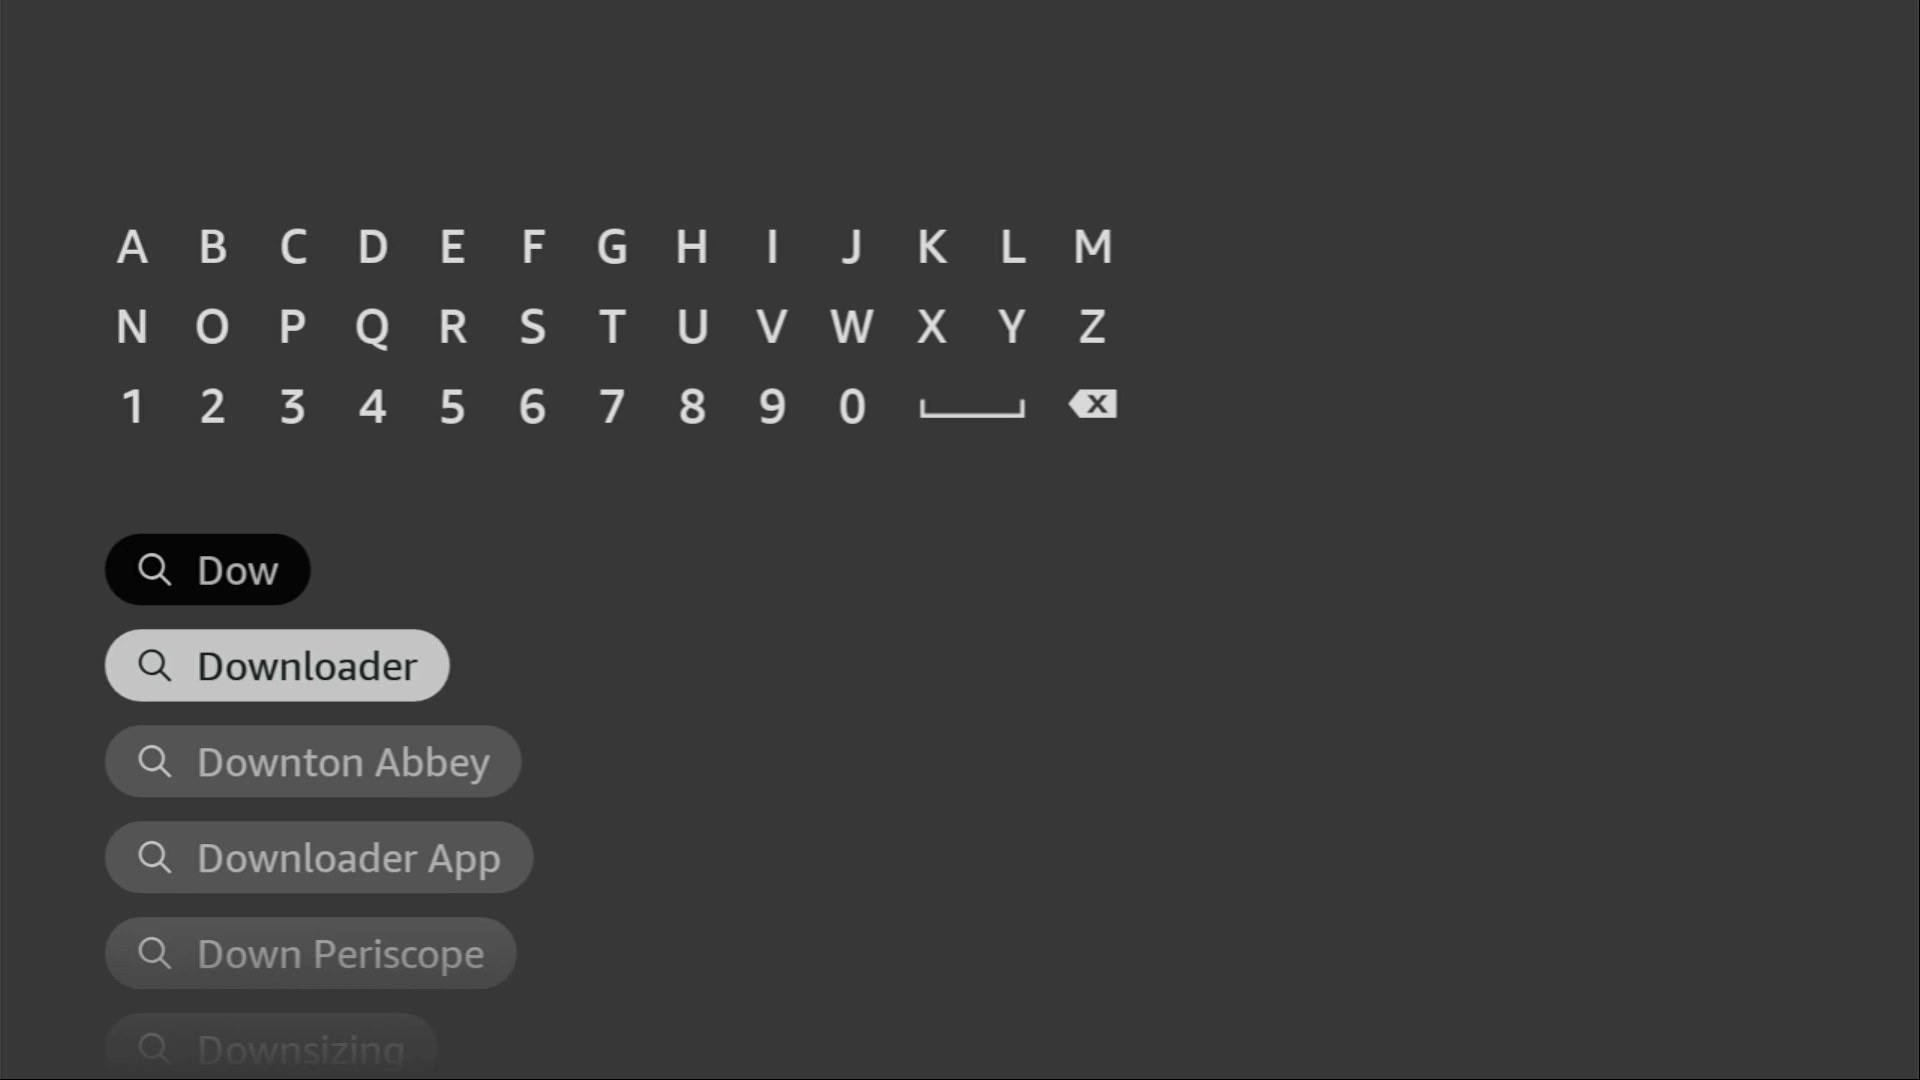 A B C D E F G H I J K L M
N O P Q R S T U V W X Y Z
1 2 3 4 5 6 7 8 9 0
Dow
Downloader
Downton Abbey
Downloader App
Down Periscope
Downsizing